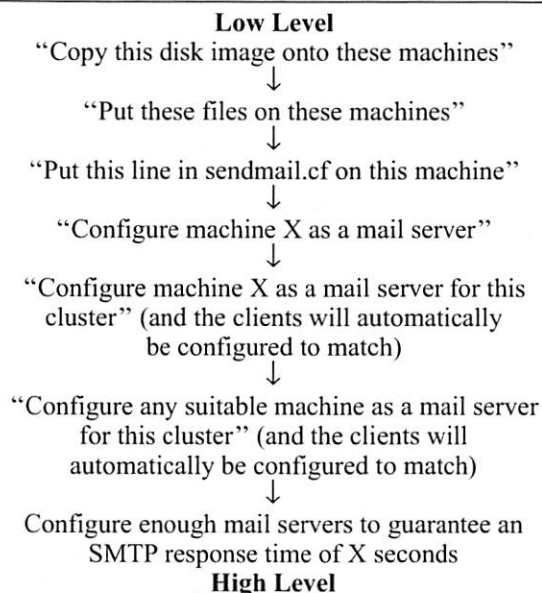 Low Level
“Copy this disk image onto these machines”
↓
“Put these files on these machines”
↓
“Put this line in sendmail.cf on this machine”
↓
“Configure machine X as a mail server”
↓
“Configure machine X as a mail server for this
cluster” (and the clients will automatically
be configured to match)
↓
“Configure any suitable machine as a mail server
for this cluster” (and the clients will
automatically be configured to match)
↓
Configure enough mail servers to guarantee an
SMTP response time of X seconds
High Level